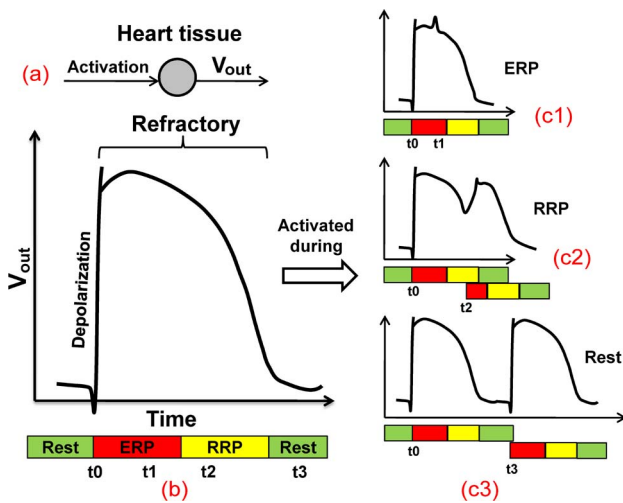 Heart tissue
(a)
Activation
Vout
Refractory
Vout
Depolarization
Time
Rest ERP RRP Rest
t0 t1 t2 t3
(b)
Activated
during
ERP
(c1)
t0 t1
RRP
(c2)
t0
t2
Rest
t0
t3
(c3)